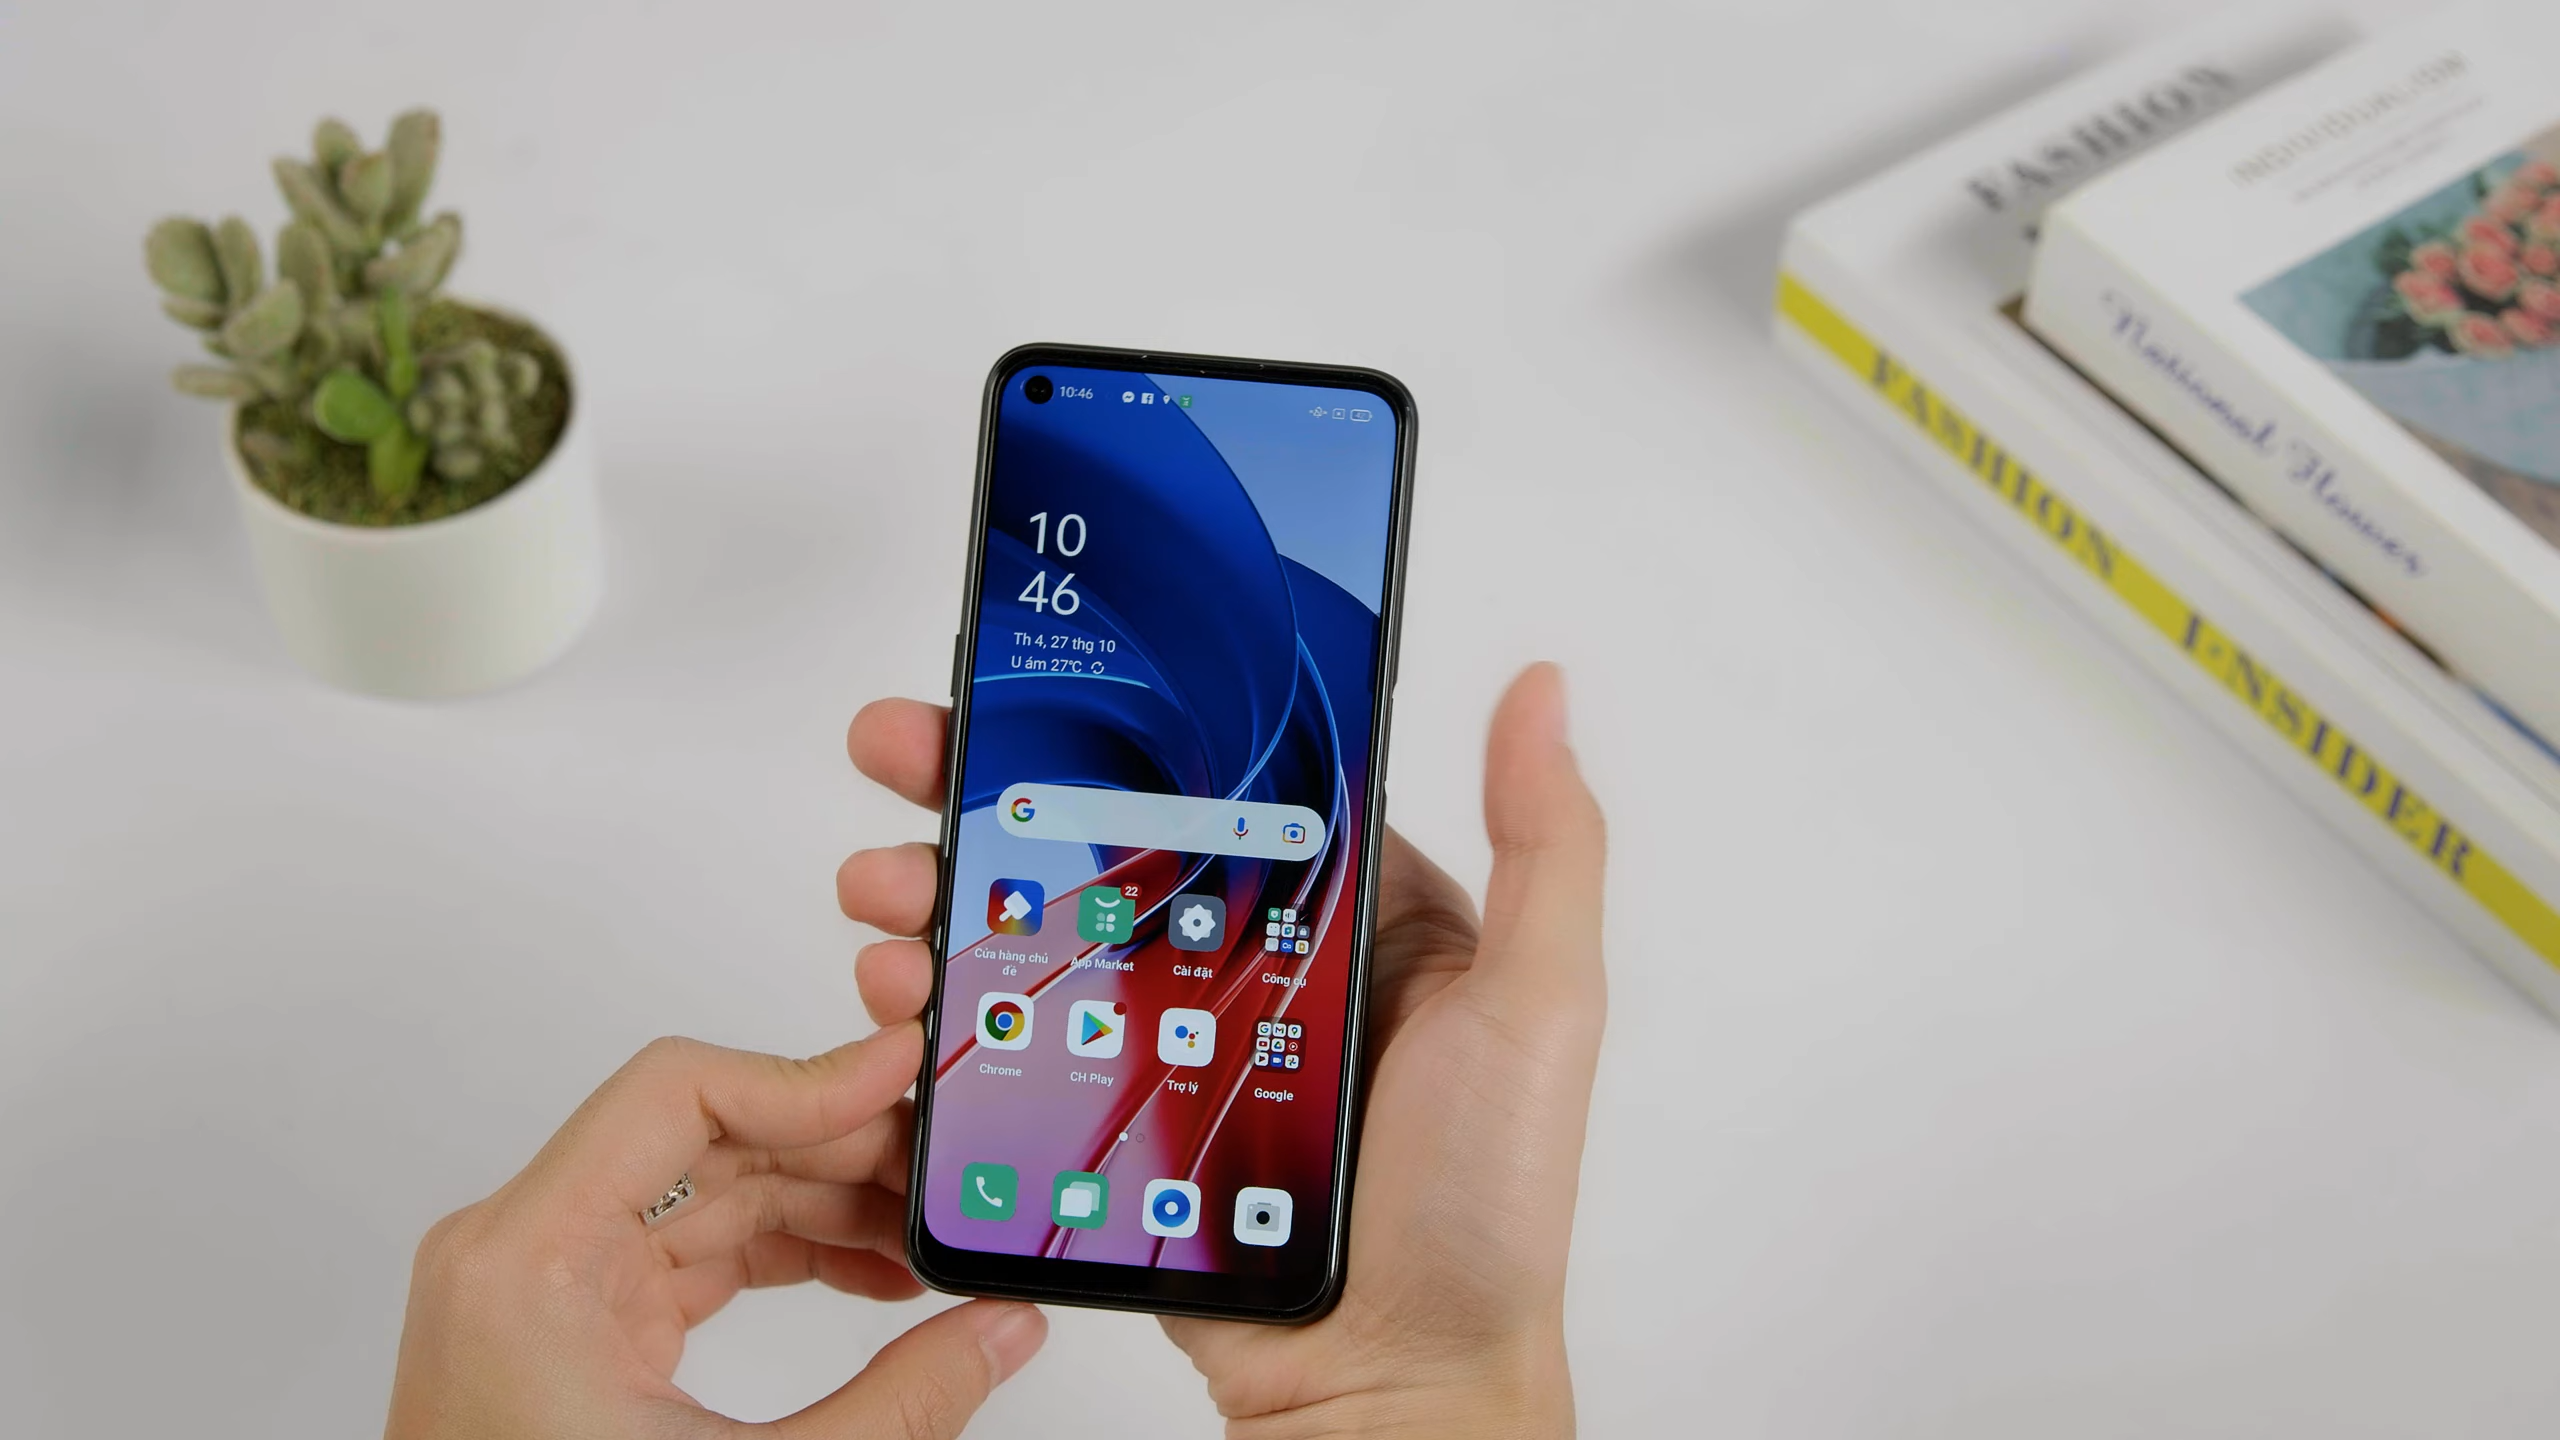 FASHION
National Flower
FASHION INSIDER
10:46
10
46
Th 4, 27 thg 10
U ám 27°C
22
Cửa hàng chủ
đề
App Market
Cài đặt
Công cụ
Chrome
CH Play
Trợ lý
Google